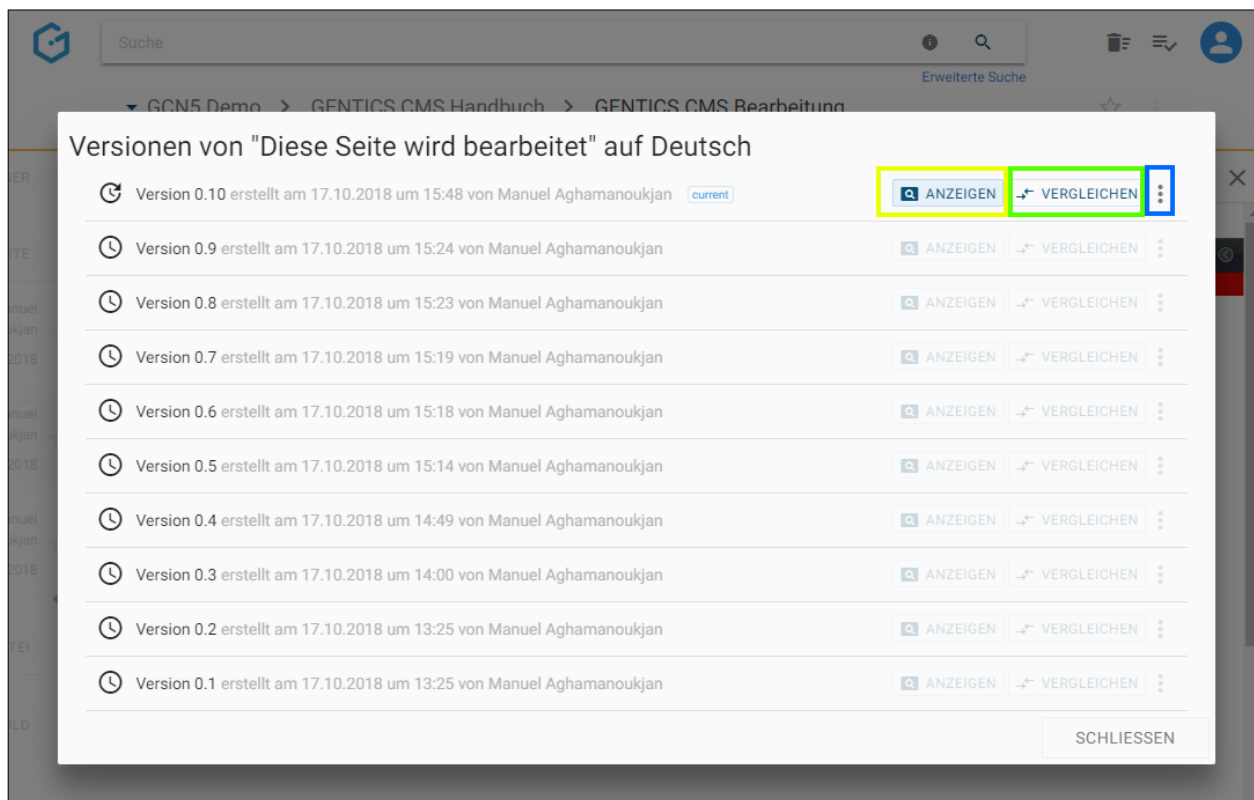 Suche
Erweiterte Suche
GCN5 Demo > GENTICS CMS Handbuch > GENTICS CMS Bearbeitung
Versionen von "Diese Seite wird bearbeitet" auf Deutsch
Version 0.10 erstellt am 17.10.2018 um 15:48 von Manuel Aghamanoukjan current ANZEIGEN VERGLEICHEN
Version 0.9 erstellt am 17.10.2018 um 15:24 von Manuel Aghamanoukjan ANZEIGEN VERGLEICHEN
Version 0.8 erstellt am 17.10.2018 um 15:23 von Manuel Aghamanoukjan ANZEIGEN VERGLEICHEN
Version 0.7 erstellt am 17.10.2018 um 15:19 von Manuel Aghamanoukjan ANZEIGEN VERGLEICHEN
Version 0.6 erstellt am 17.10.2018 um 15:18 von Manuel Aghamanoukjan ANZEIGEN VERGLEICHEN
Version 0.5 erstellt am 17.10.2018 um 15:14 von Manuel Aghamanoukjan ANZEIGEN VERGLEICHEN
Version 0.4 erstellt am 17.10.2018 um 14:49 von Manuel Aghamanoukjan ANZEIGEN VERGLEICHEN
Version 0.3 erstellt am 17.10.2018 um 14:00 von Manuel Aghamanoukjan ANZEIGEN VERGLEICHEN
Version 0.2 erstellt am 17.10.2018 um 13:25 von Manuel Aghamanoukjan ANZEIGEN VERGLEICHEN
Version 0.1 erstellt am 17.10.2018 um 13:25 von Manuel Aghamanoukjan ANZEIGEN VERGLEICHEN
SCHLIESSEN